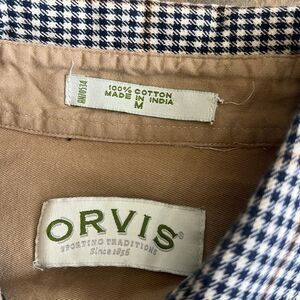 100% COTTON
MADE IN INDIA
M
ORVIS®
SPORTING TRADITIONS
Since 1856